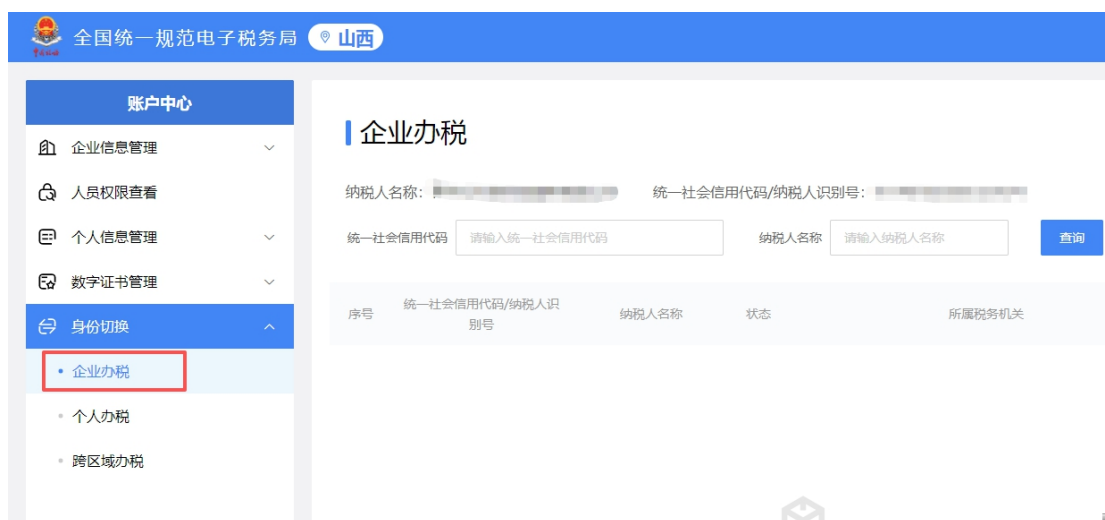 全国统一规范电子税务局 山西
账户中心
企业信息管理
人员权限查看
个人信息管理
数字证书管理
身份切换
企业办税
个人办税
跨区域办税
企业办税
纳税人名称： 统一社会信用代码/纳税人识别号：
统一社会信用代码 请输入统一社会信用代码 纳税人名称 请输入纳税人名称 查询
序号 统一社会信用代码/纳税人识别号 纳税人名称 状态 所属税务机关